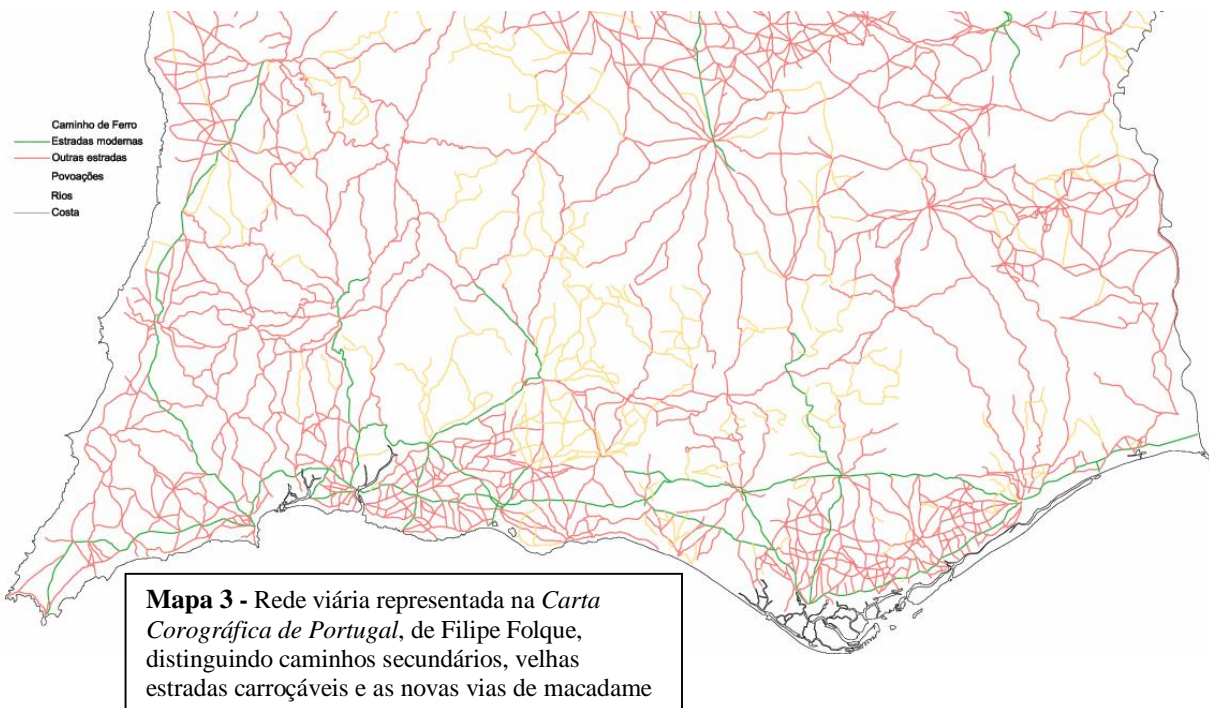 Caminho de Ferro
Estradas modernas
Outras estradas
Povoações
Rios
Costa
Mapa 3 - Rede viária representada na Carta
Corográfica de Portugal, de Filipe Folque,
distinguindo caminhos secundários, velhas
estradas carroçáveis e as novas vias de macadame